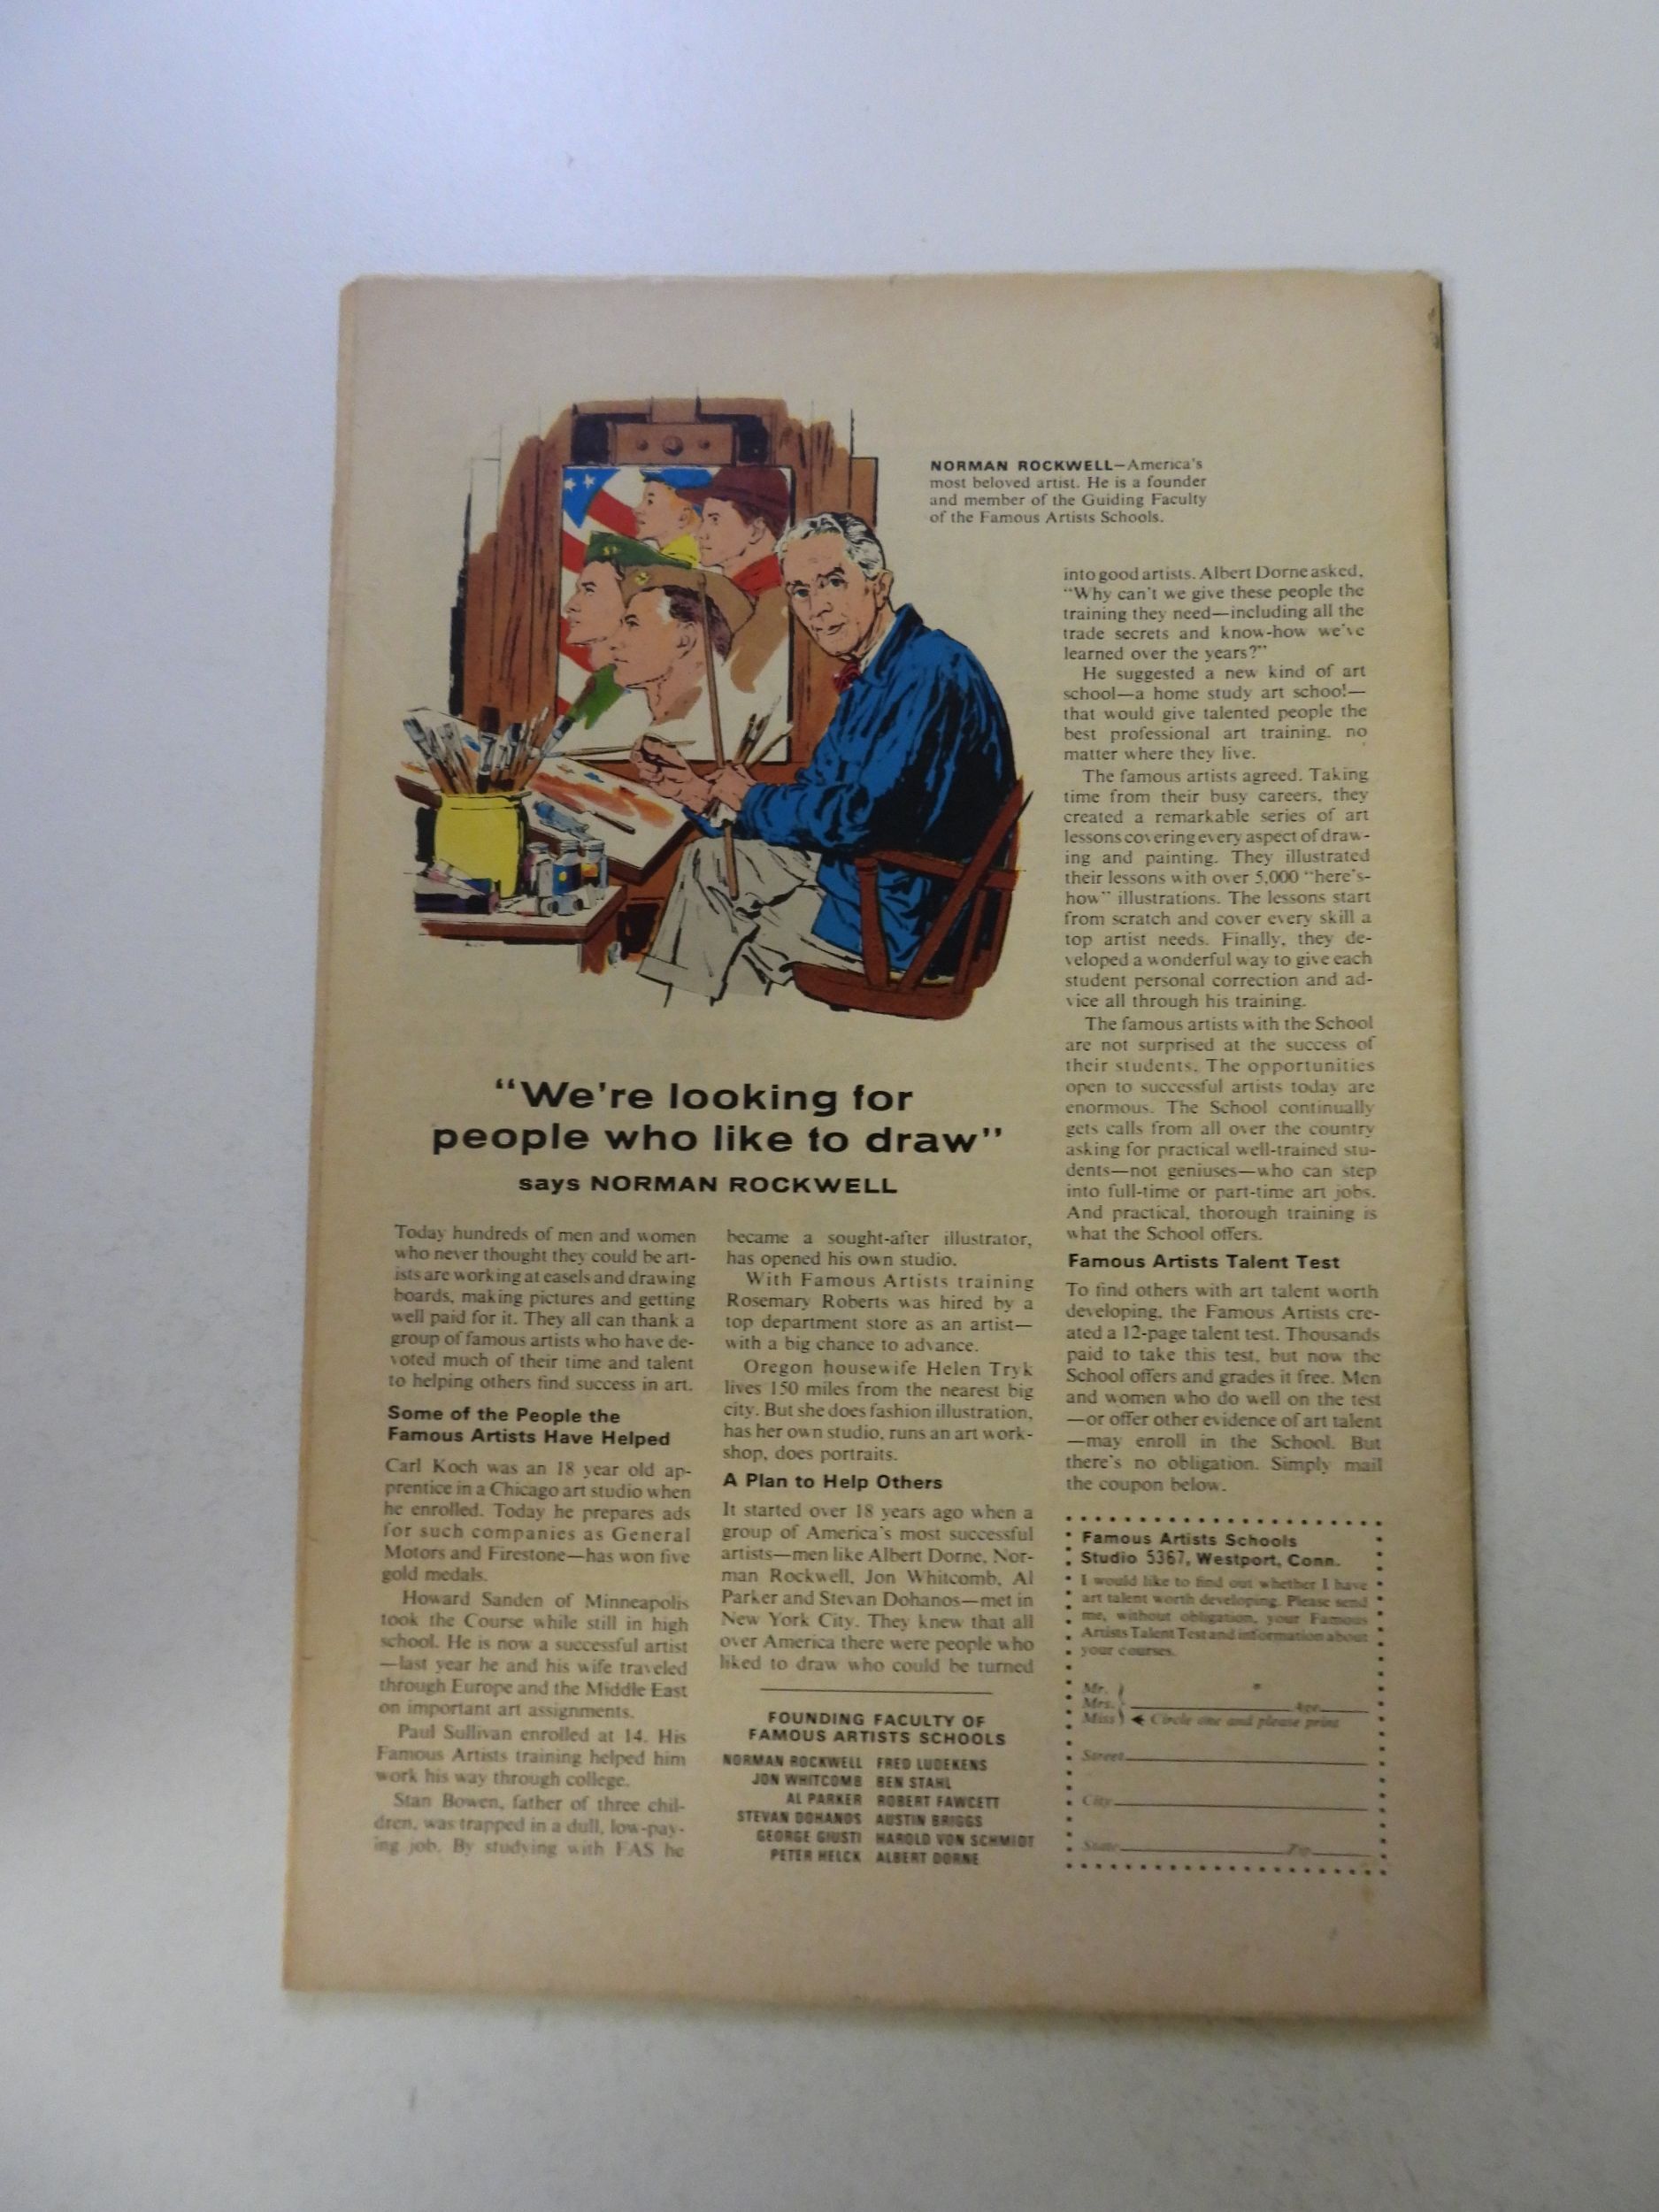 NORMAN ROCKWELL—America's
most beloved artist. He is a founder
and member of the Guiding Faculty
of the Famous Artists Schools.
"We're looking for
people who like to draw"
says NORMAN ROCKWELL
Today hundreds of men and women
who never thought they could be art-
ists are working at easels and drawing
boards, making pictures and getting
well paid for it. They all can thank a
group of famous artists who have de-
voted much of their time and talent
to helping others find success in art.
Some of the People the
Famous Artists Have Helped
Carl Koch was an 18 year old ap-
prentice in a Chicago art studio when
he enrolled. Today he prepares ads
for such companies as General
Motors and Firestone—has won five
gold medals.
Howard Sanden of Minneapolis
took the Course while still in high
school. He is now a successful artist
—last year he and his wife traveled
through Europe and the Middle East
on important art assignments.
Paul Sullivan enrolled at 14. His
Famous Artists training helped him
work his way through college.
Stan Bowen, father of three chil-
dren, was trapped in a dull, low-pay-
ing job. By studying with FAS he
became a sought-after illustrator,
has opened his own studio.
With Famous Artists training
Rosemary Roberts was hired by a
top department store as an artist—
with a big chance to advance.
Oregon housewife Helen Tryk
lives 150 miles from the nearest big
city. But she does fashion illustration,
has her own studio, runs an art work-
shop, does portraits.
A Plan to Help Others
It started over 18 years ago when a
group of America's most successful
artists—men like Albert Dorne, Nor-
man Rockwell, Jon Whitcomb, Al
Parker and Stevan Dohanos—met in
New York City. They knew that all
over America there were people who
liked to draw who could be turned
FOUNDING FACULTY OF
FAMOUS ARTISTS SCHOOLS
NORMAN ROCKWELL FRED LUDEKENS
JON WHITCOMB BEN STAHL
AL PARKER ROBERT FAWCETT
STEVAN DOHANOS AUSTIN BRIGGS
GEORGE GIUSTI HAROLD VON SCHMIDT
PETER HELCK ALBERT DORNE
into good artists. Albert Dorne asked,
"Why can't we give these people the
training they need—including all the
trade secrets and know-how we've
learned over the years?"
He suggested a new kind of art
school—a home study art school—
that would give talented people the
best professional art training, no
matter where they live.
The famous artists agreed. Taking
time from their busy careers, they
created a remarkable series of art
lessons covering every aspect of draw-
ing and painting. They illustrated
their lessons with over 5,000 "here's-
how" illustrations. The lessons start
from scratch and cover every skill a
top artist needs. Finally, they de-
veloped a wonderful way to give each
student personal correction and ad-
vice all through his training.
The famous artists with the School
are not surprised at the success of
their students. The opportunities
open to successful artists today are
enormous. The School continually
gets calls from all over the country
asking for practical well-trained stu-
dents—not geniuses—who can step
into full-time or part-time art jobs.
And practical, thorough training is
what the School offers.
Famous Artists Talent Test
To find others with art talent worth
developing, the Famous Artists cre-
ated a 12-page talent test. Thousands
paid to take this test, but now the
School offers and grades it free. Men
and women who do well on the test
—or offer other evidence of art talent
—may enroll in the School. But
there's no obligation. Simply mail
the coupon below.
Famous Artists Schools
Studio 5367, Westport, Conn.
I would like to find out whether I have
art talent worth developing. Please send
me, without obligation, your Famous
Artists Talent Test and information about
your courses.
Mr.
Mrs. Age
Miss Circle one and please print
Street
City
State Zip